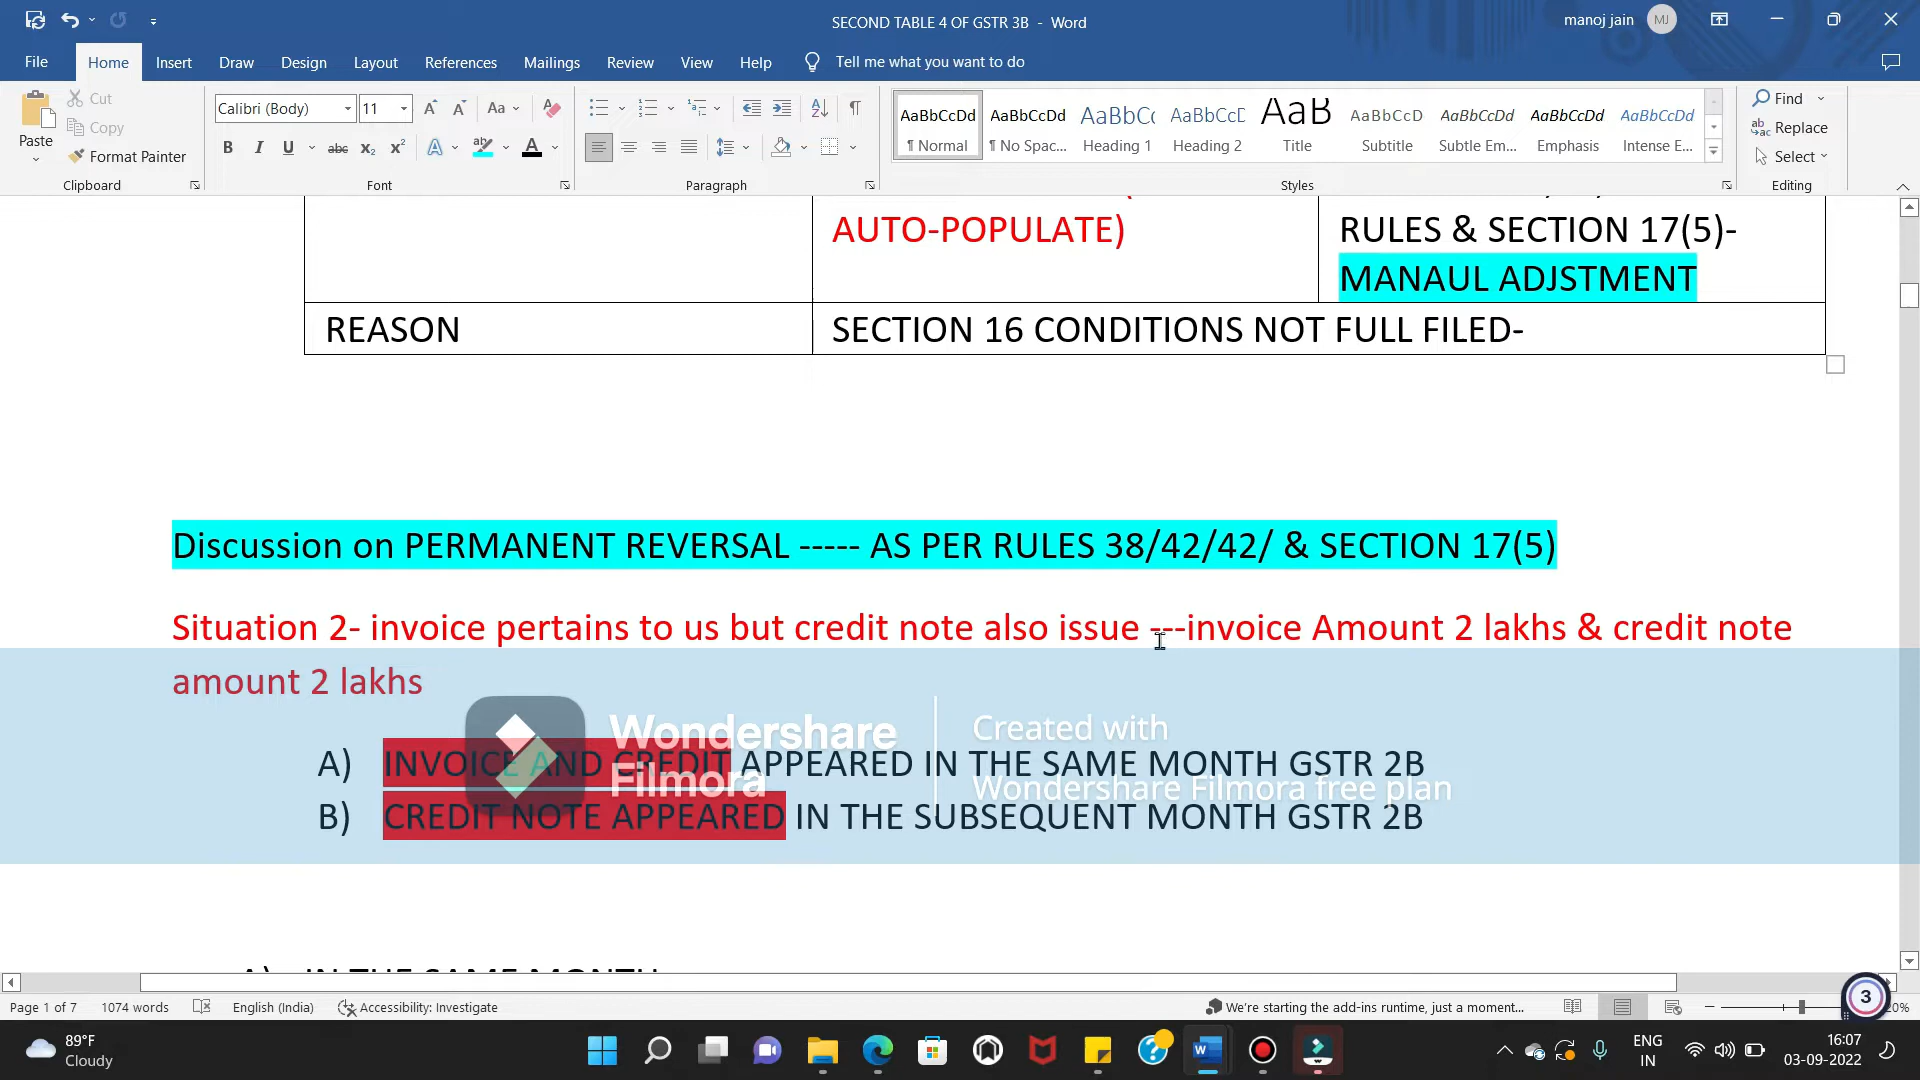 SECOND TABLE 4 OF GSTR 3B - Word
manoj jain
MJ
File
Home
Insert
Draw
Design
Layout
References
Mailings
Review
View
Help
Tell me what you want to do
Paste
Cut
Copy
Format Painter
Clipboard
Calibri (Body)
11
Font
Paragraph
AaBbCcDd
¶ Normal
AaBbCcDd
¶ No Spac...
AaBbCc
Heading 1
AaBbCcD
Heading 2
AaB
Title
AaBbCcD
Subtitle
AaBbCcDd
Subtle Em...
AaBbCcDd
Emphasis
AaBbCcDd
Intense E...
Styles
Find
Replace
Select
Editing
AUTO-POPULATE)
RULES & SECTION 17(5)-
MANAUL ADJSTMENT
REASON
SECTION 16 CONDITIONS NOT FULL FILED-
Discussion on PERMANENT REVERSAL ----- AS PER RULES 38/42/42/ & SECTION 17(5)
Situation 2- invoice pertains to us but credit note also issue ---invoice Amount 2 lakhs & credit note
amount 2 lakhs
A) INVOICE AND CREDIT APPEARED IN THE SAME MONTH GSTR 2B
B) CREDIT NOTE APPEARED IN THE SUBSEQUENT MONTH GSTR 2B
Wondershare
Filmora
Created with
Wondershare Filmora free plan
A) IN THE SAME MONTH
Page 1 of 7
1074 words
English (India)
Accessibility: Investigate
We're starting the add-ins runtime, just a moment...
3
89°F
Cloudy
ENG
IN
16:07
03-09-2022